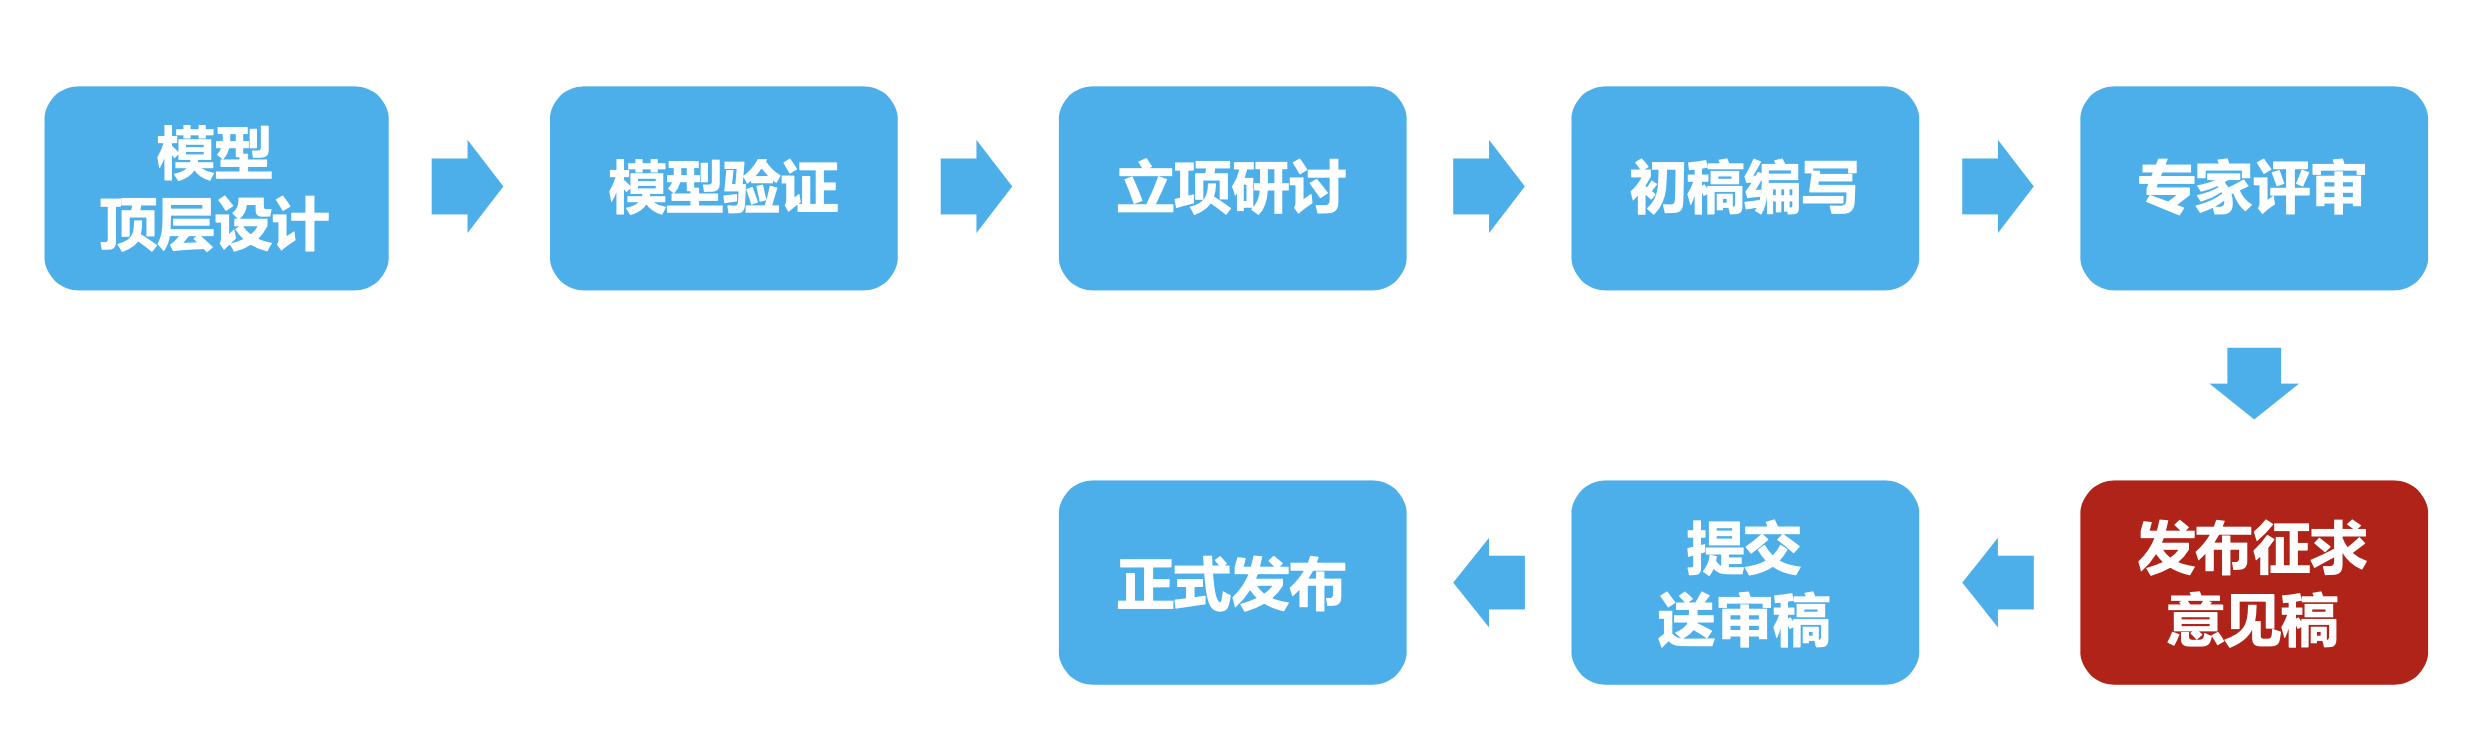 模型
顶层设计
模型验证
立项研讨
初稿编写
专家评审
发布征求
意见稿
提交
送审稿
正式发布